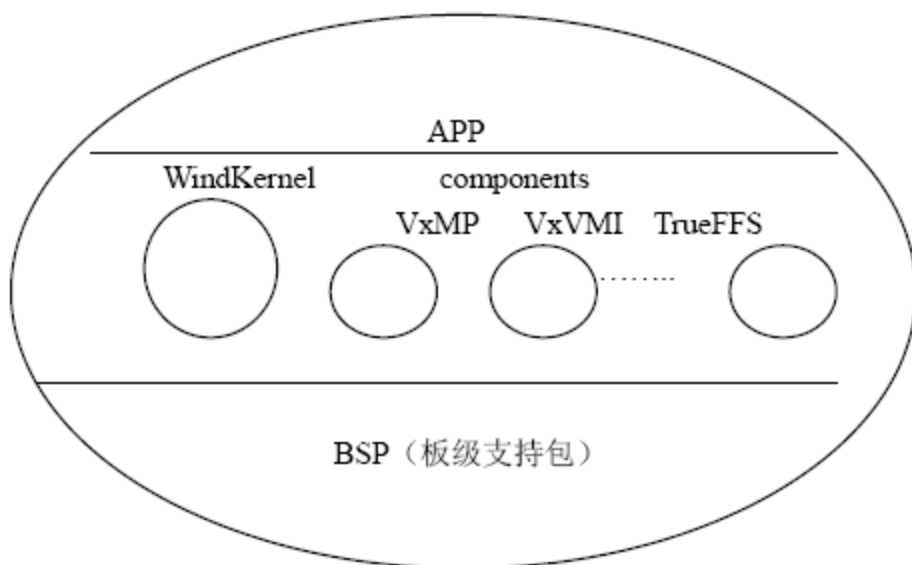 APP
WindKernel components
VxMP VxVMI TrueFFS
BSP（板级支持包）